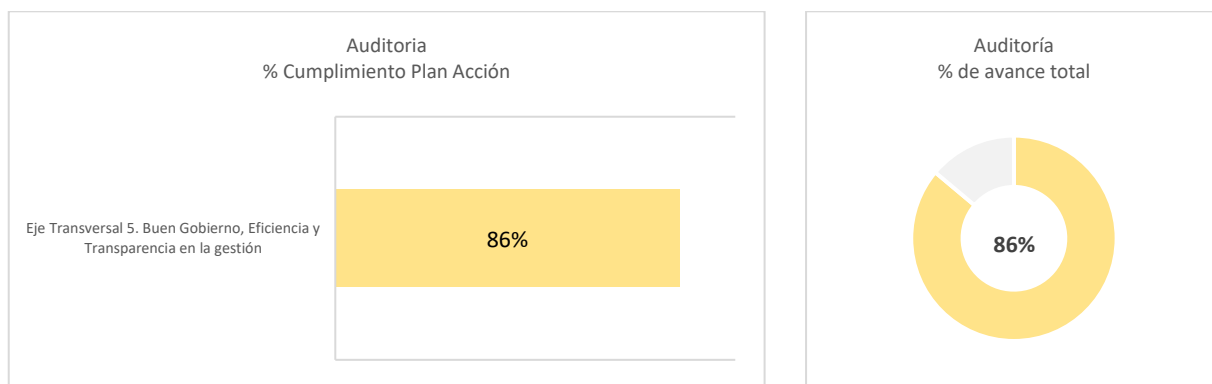 Auditoria
% Cumplimiento Plan Acción
Eje Transversal 5. Buen Gobierno, Eficiencia y
Transparencia en la gestión
86%
Auditoría
% de avance total
86%